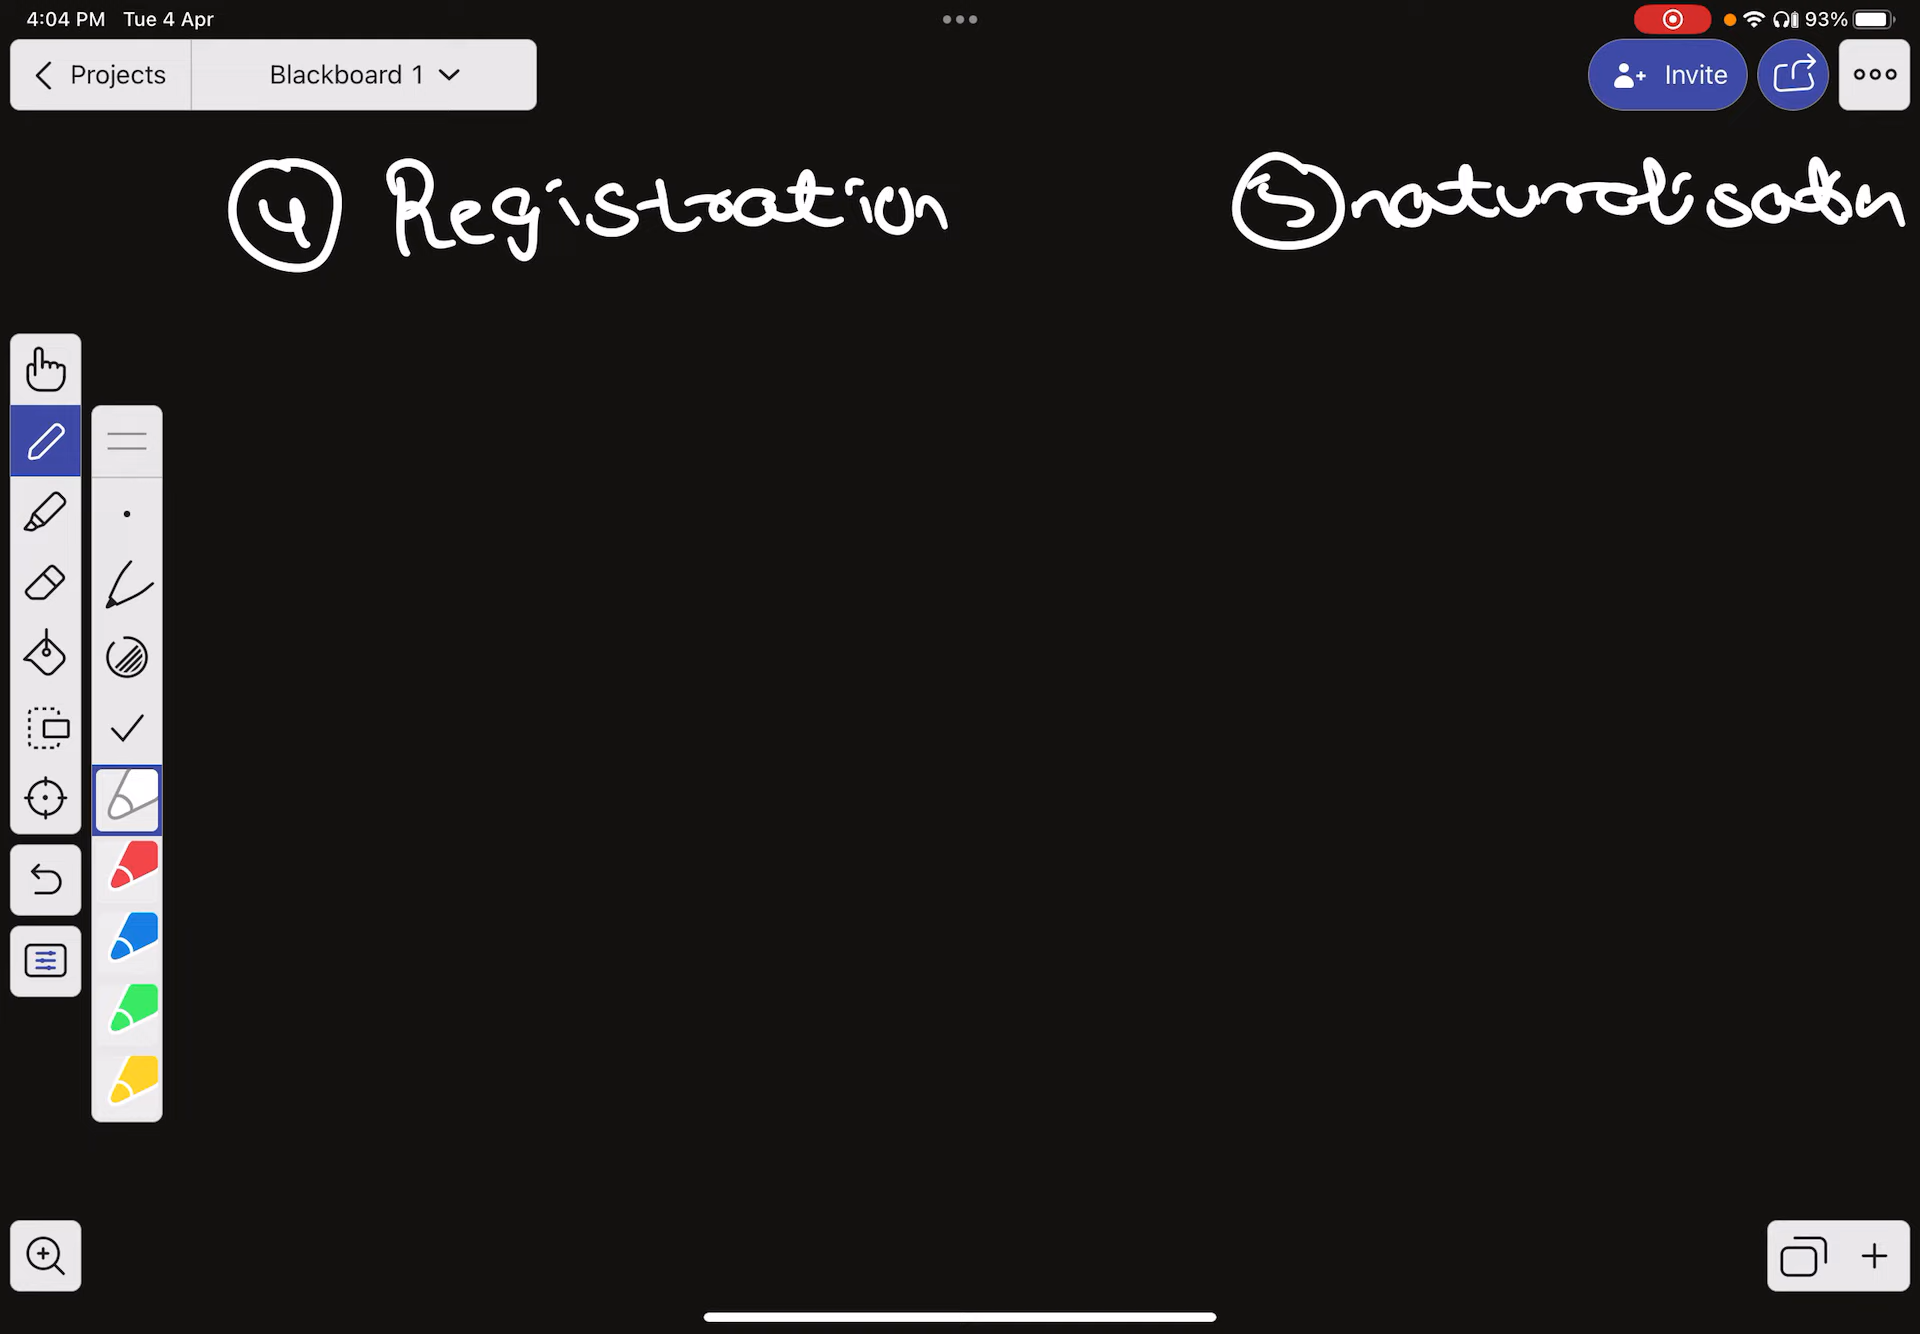 4:04 PM Tue 4 Apr
93%
Projects
Blackboard 1
Invite
4 Registration
5 naturalisation